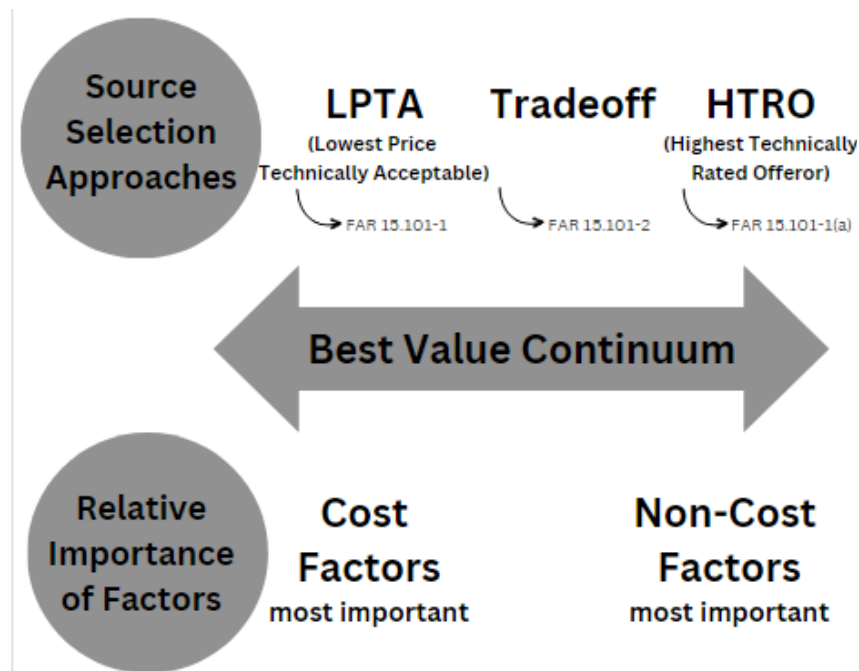 Source
Selection
Approaches
LPTA
(Lowest Price
Technically Acceptable)
FAR 15.101-1
Tradeoff
FAR 15.101-2
HTRO
(Highest Technically
Rated Offeror)
FAR 15.101-1(a)
Best Value Continuum
Relative
Importance
of Factors
Cost
Factors
most important
Non-Cost
Factors
most important